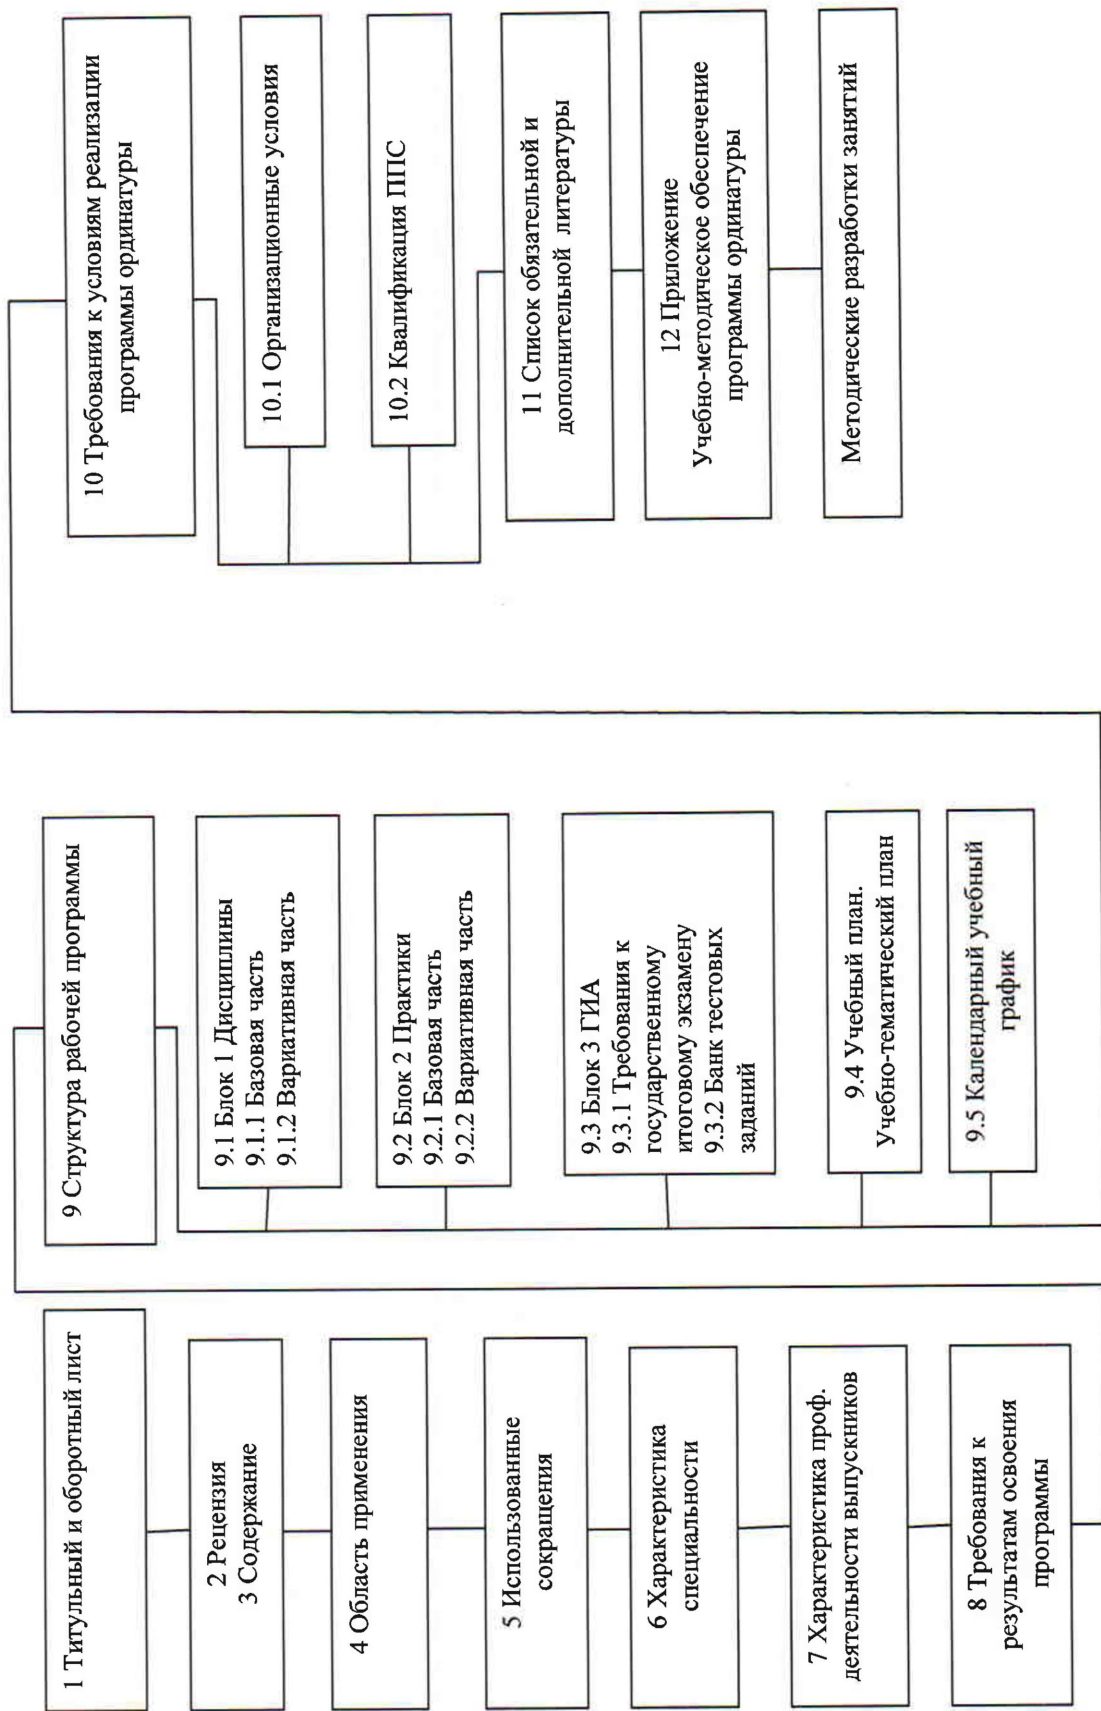 1 Титульный и оборотный лист
2 Рецензия
3 Содержание
4 Область применения
5 Использованные
сокращения
6 Характеристика
специальности
7 Характеристика проф.
деятельности выпускников
8 Требования к
результатам освоения
программы
9 Структура рабочей программы
9.1 Блок 1 Дисциплины
9.1.1 Базовая часть
9.1.2 Вариативная часть
9.2 Блок 2 Практики
9.2.1 Базовая часть
9.2.2 Вариативная часть
9.3 Блок 3 ГИА
9.3.1 Требования к
государственному
итоговому экзамену
9.3.2 Банк тестовых
заданий
9.4 Учебный план.
Учебно-тематический план
9.5 Календарный учебный
график
10 Требования к условиям реализации
программы ординатуры
10.1 Организационные условия
10.2 Квалификация ППС
11 Список обязательной и
дополнительной литературы
12 Приложение
Учебно-методическое обеспечение
программы ординатуры
Методические разработки занятий